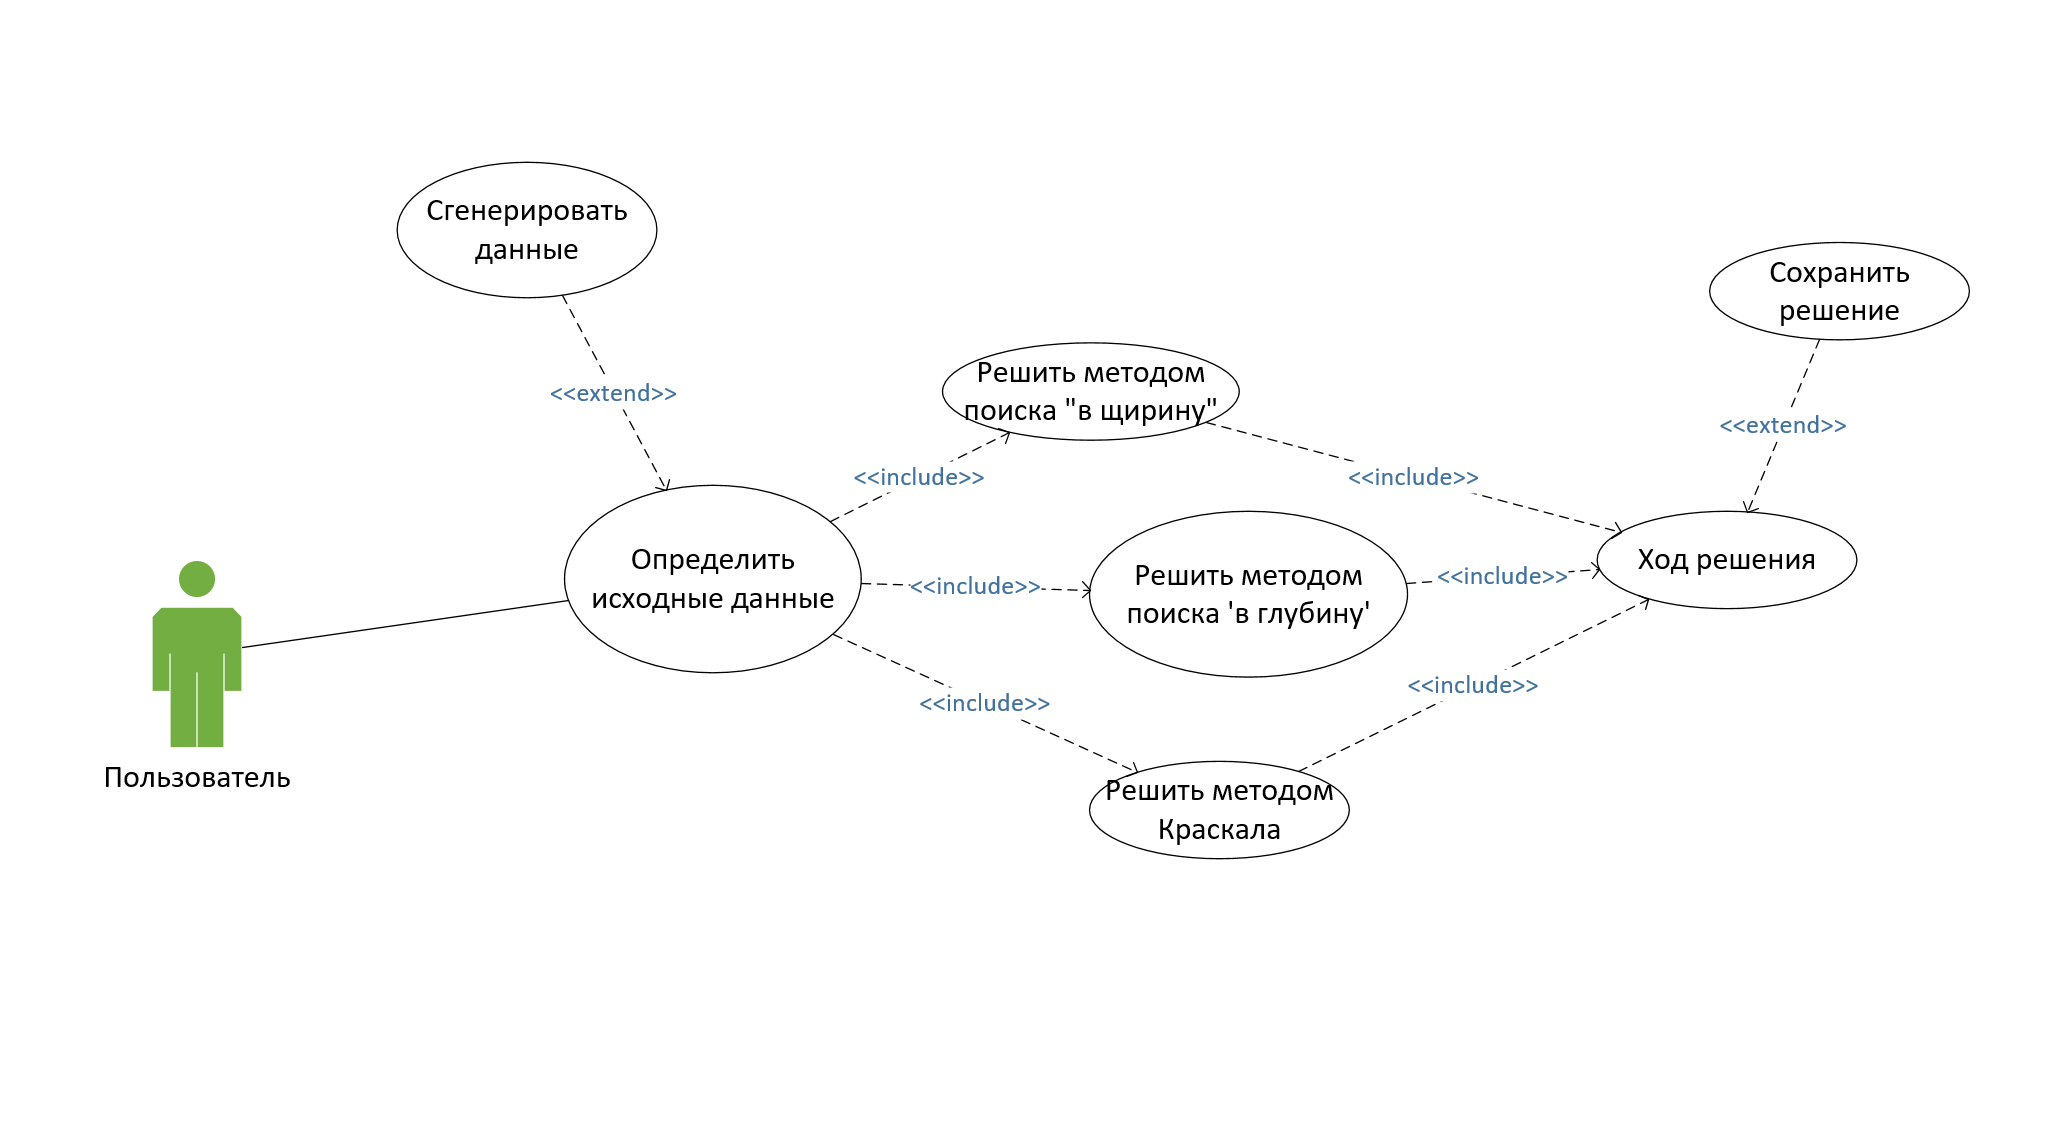 Сгенерировать
данные
Сохранить
решение
Решить методом
поиска "в щирину"
<<extend>>
<<extend>>
<<include>>
<<include>>
Определить
исходные данные
<<include>>
Решить методом
поиска 'в глубину'
<<include>>
Ход решения
<<include>>
<<include>>
Пользователь
Решить методом
Краскала